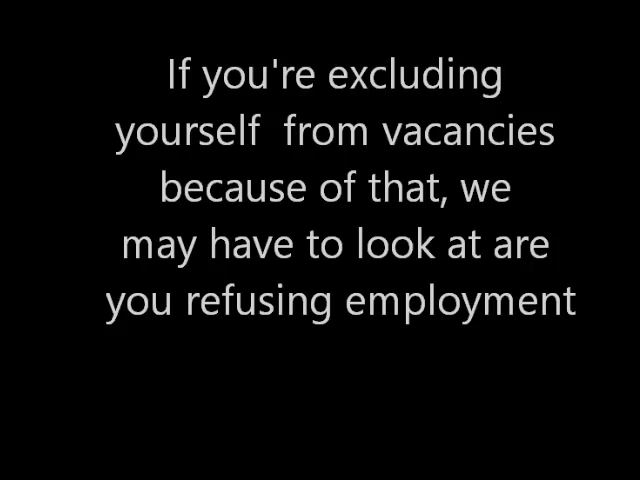 If you're excluding
yourself  from vacancies
because of that, we
may have to look at are
you refusing employment